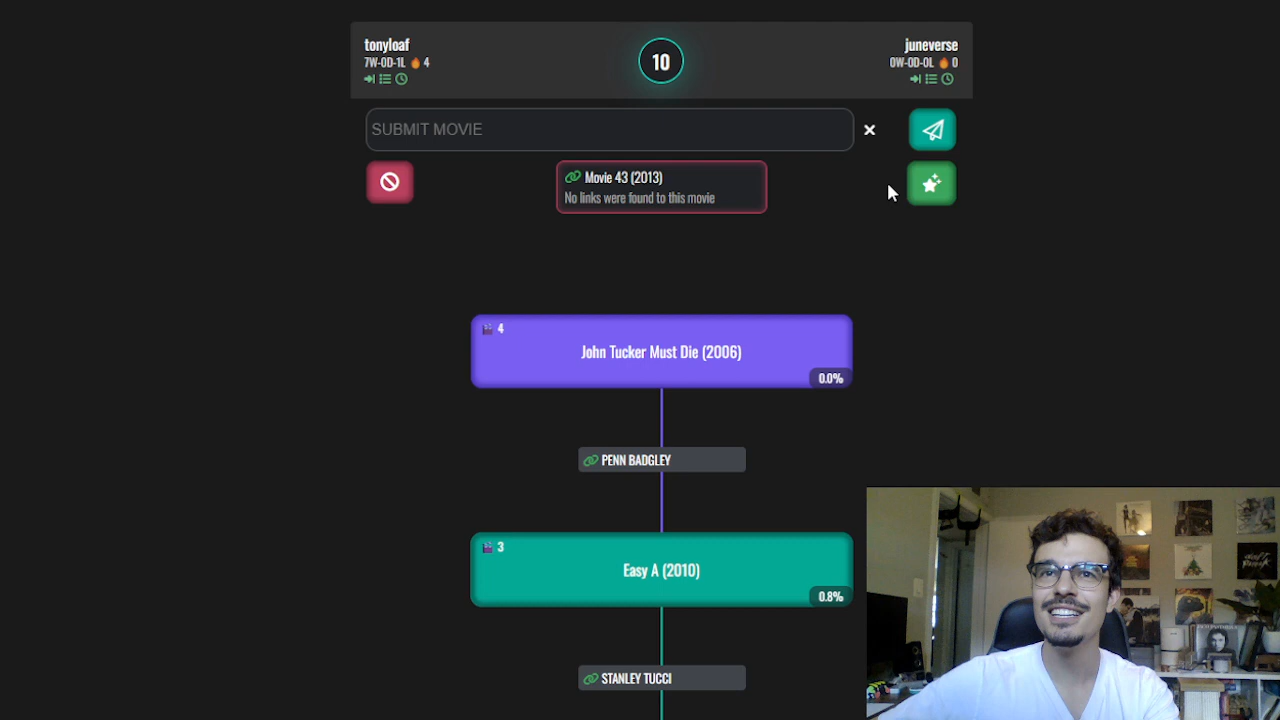 tonyloaf
7W-0D-1L 4
10
juneverse
0W-0D-0L 0
SUBMIT MOVIE
Movie 43 (2013)
No links were found to this movie
4
John Tucker Must Die (2006)
0.0%
PENN BADGLEY
3
Easy A (2010)
0.8%
STANLEY TUCCI